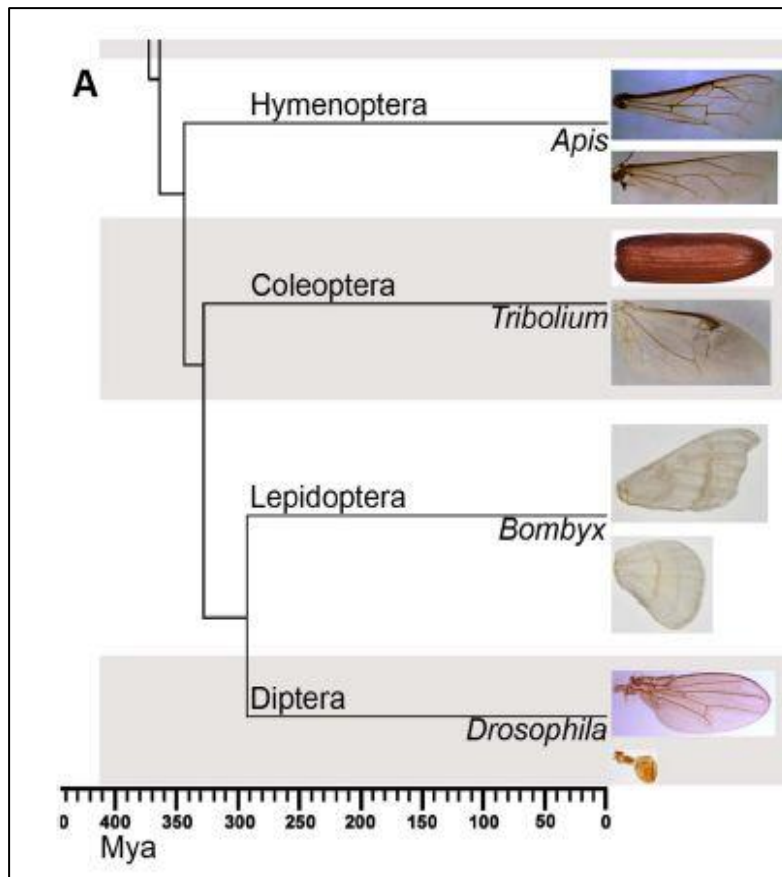 A
Hymenoptera
Apis
Coleoptera
Tribolium
Lepidoptera
Bombyx
Diptera
Drosophila
0 400 350 300 250 200 150 100 50 0
Mya